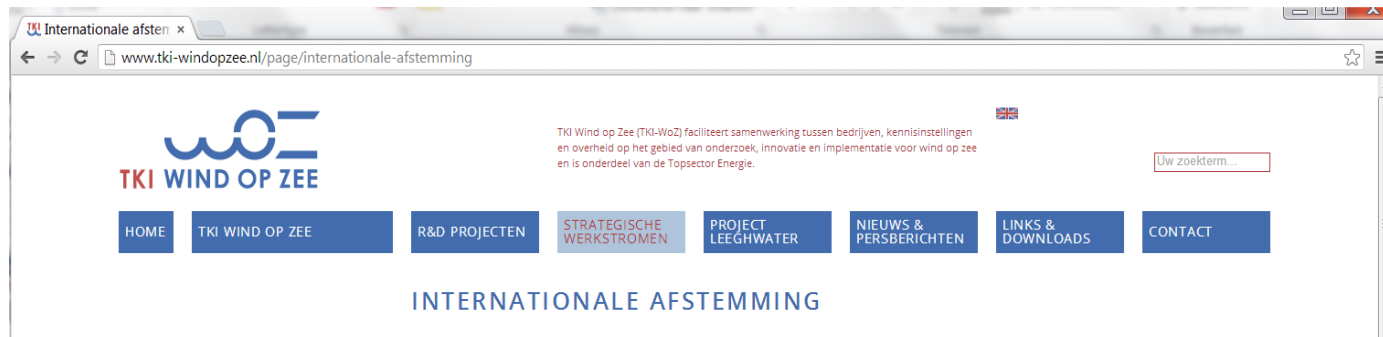 Internationale afstem
www.tki-windopzee.nl/page/internationale-afstemming
WOZ
TKI WIND OP ZEE
TKI Wind op Zee (TKI-WoZ) faciliteert samenwerking tussen bedrijven, kennisinstellingen
en overheid op het gebied van onderzoek, innovatie en implementatie voor wind op zee
en is onderdeel van de Topsector Energie.
Uw zoekterm...
HOME
TKI WIND OP ZEE
R&D PROJECTEN
STRATEGISCHE
WERKSTROMEN
PROJECT
LEEGHWATER
NIEUWS &
PERSBERICHTEN
LINKS &
DOWNLOADS
CONTACT
INTERNATIONALE AFSTEMMING